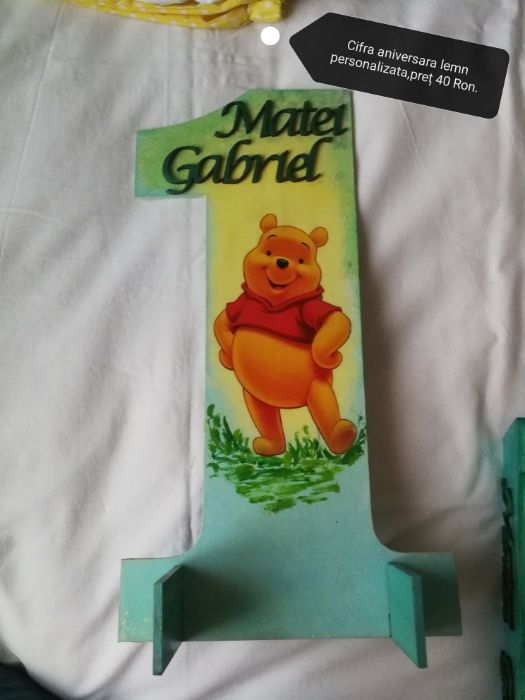 Cifra aniversara lemn
personalizata,preț 40 Ron.
Matei
Gabriel